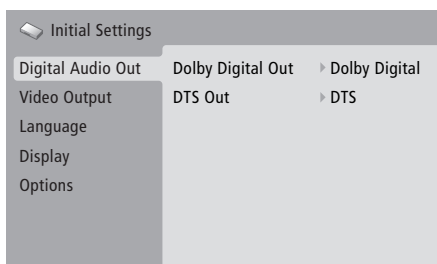 Initial Settings
Digital Audio Out Dolby Digital Out Dolby Digital
Video Output DTS Out DTS
Language
Display
Options